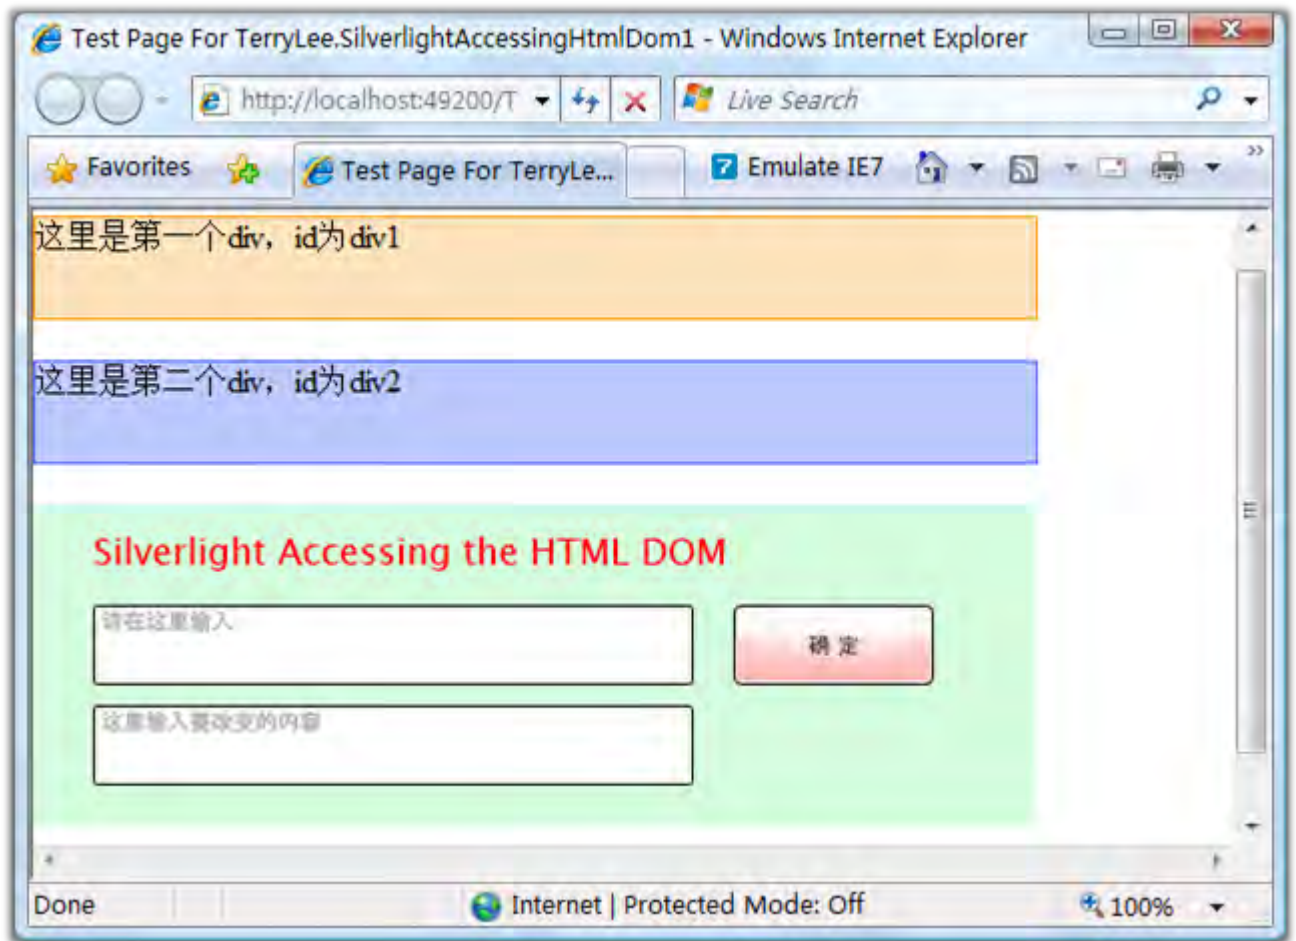 Test Page For TerryLee.SilverlightAccessingHtmlDom1 - Windows Internet Explorer
http://localhost:49200/T
Live Search
Favorites
Test Page For TerryLe...
Emulate IE7
这里是第一个div，id为div1
这里是第二个div，id为div2
Silverlight Accessing the HTML DOM
请在这里输入
确 定
这里输入要改变的内容
Done
Internet | Protected Mode: Off
100%